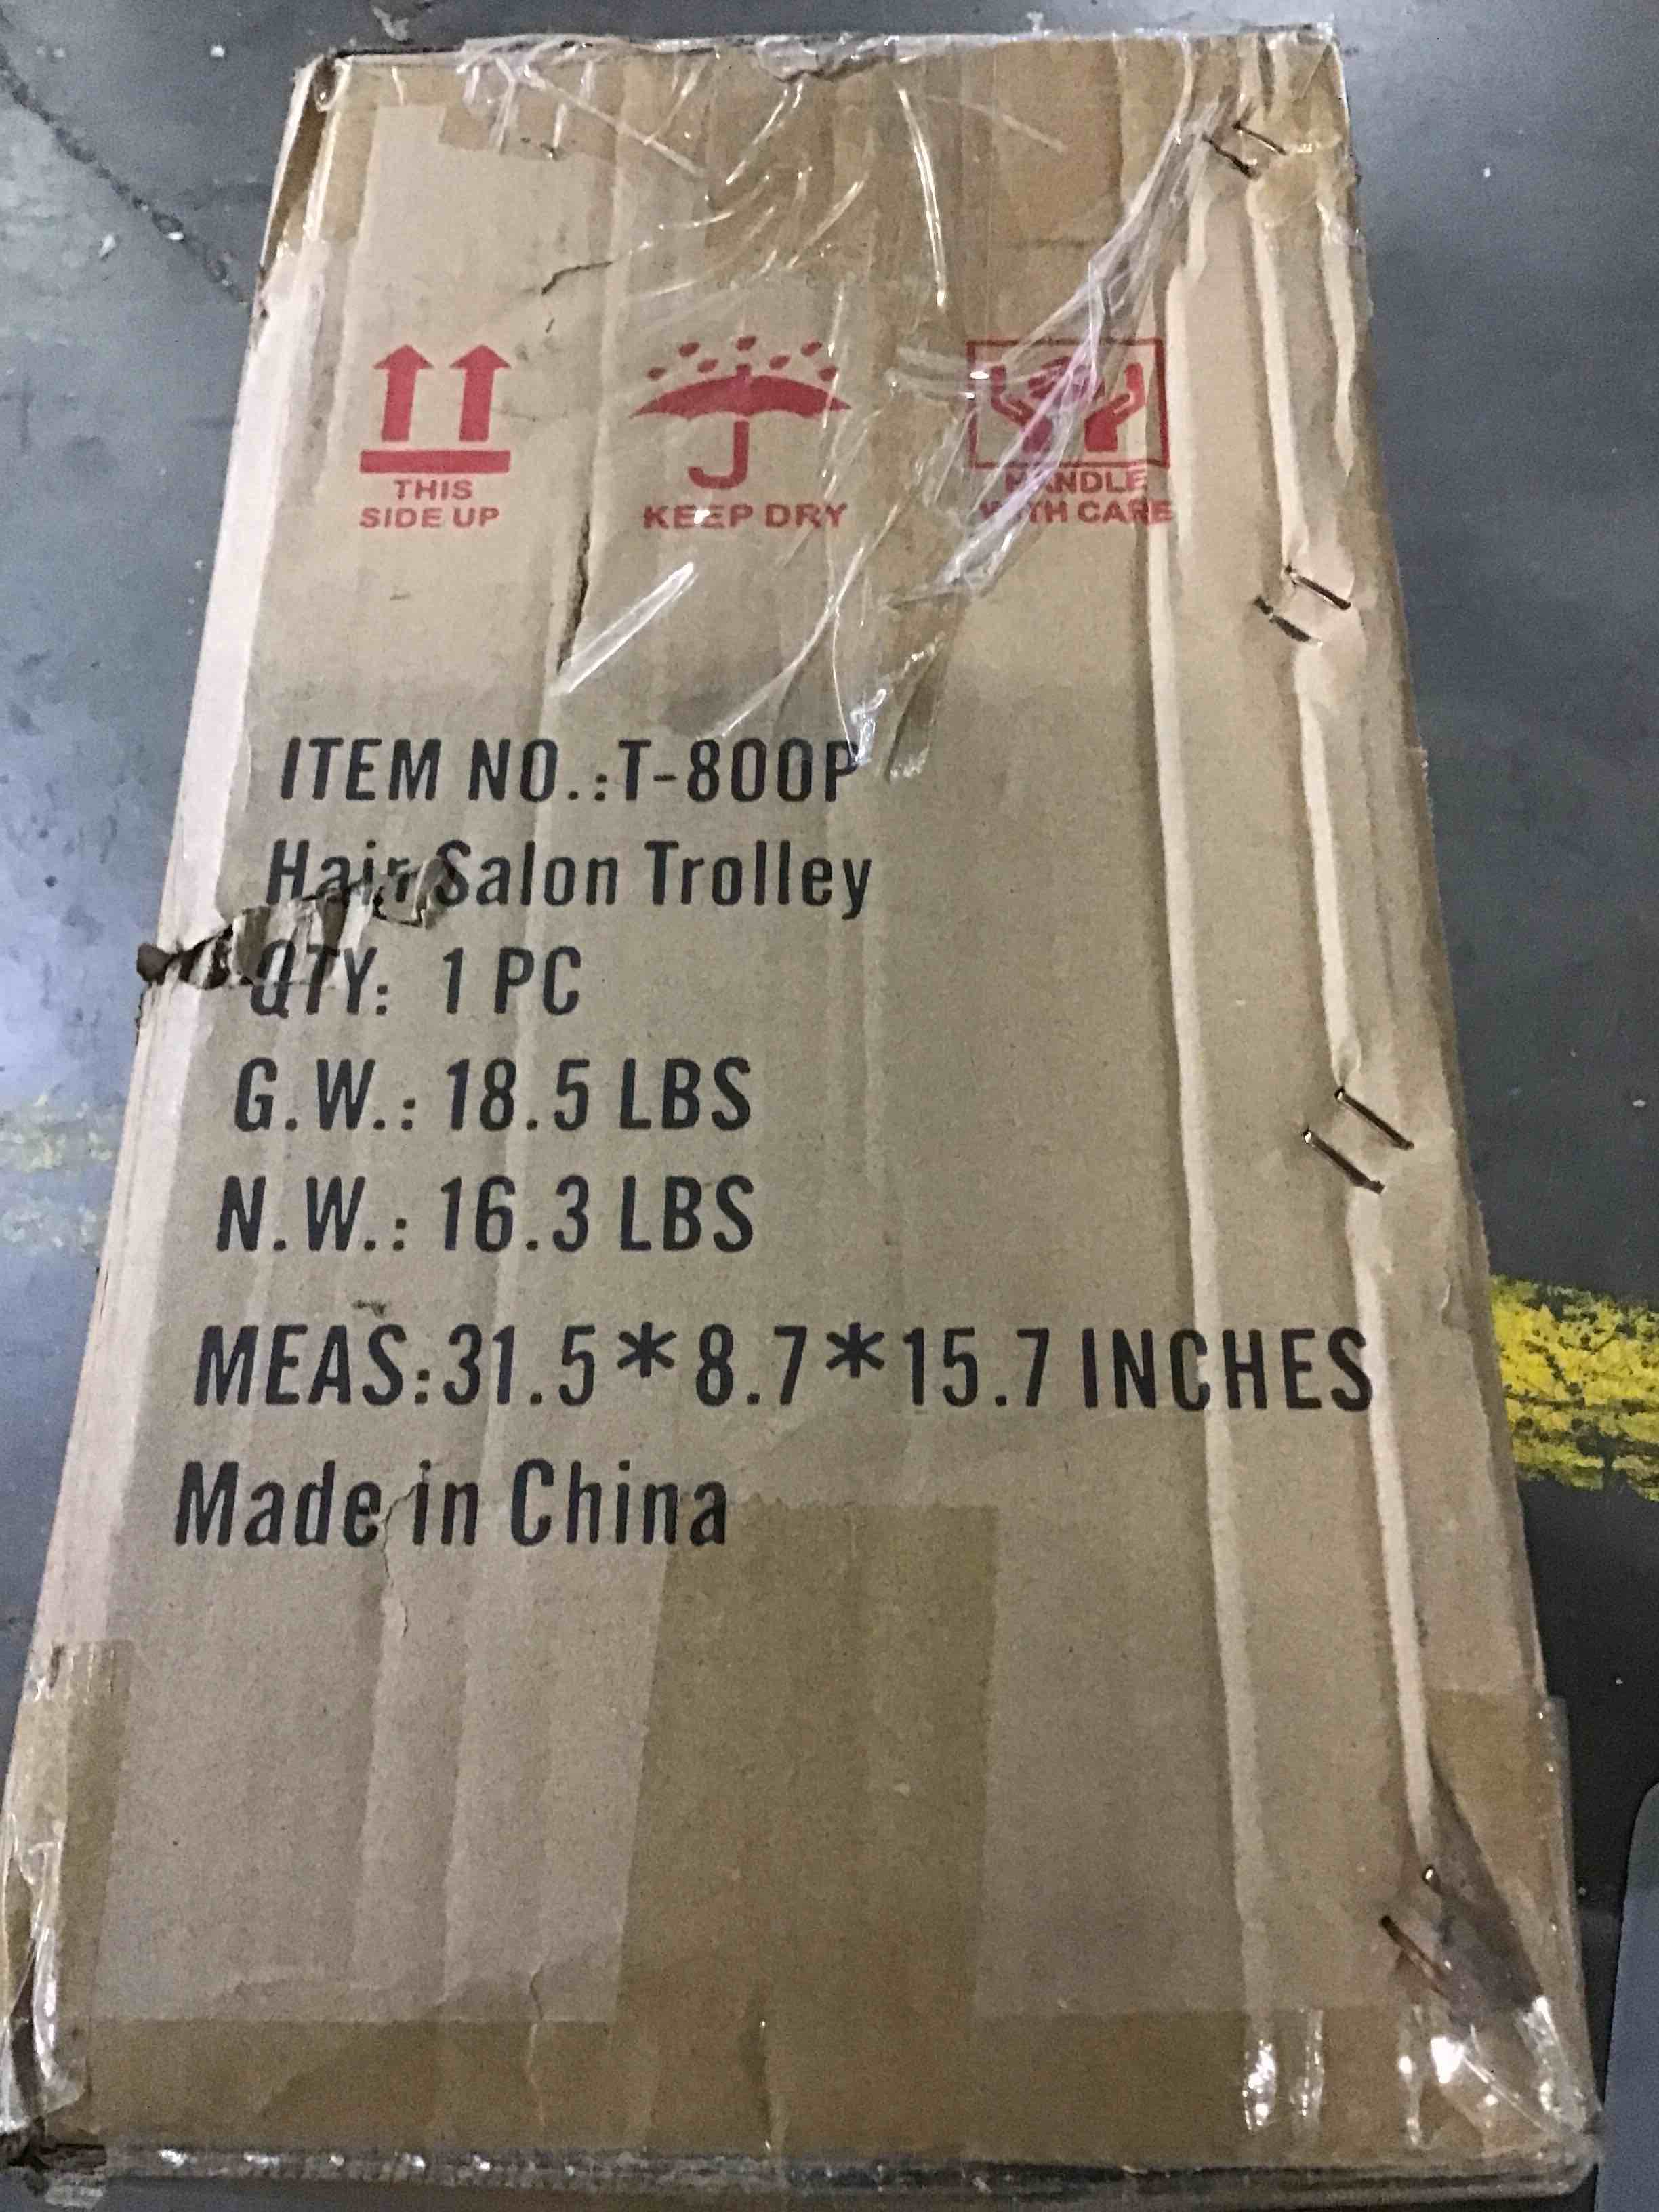 THIS
SIDE UP
KEEP DRY
HANDLE
WITH CARE
ITEM NO.:T-800P
Hair Salon Trolley
QTY: 1 PC
G.W.: 18.5 LBS
N.W.: 16.3 LBS
MEAS:31.5*8.7*15.7 INCHES
Made in China